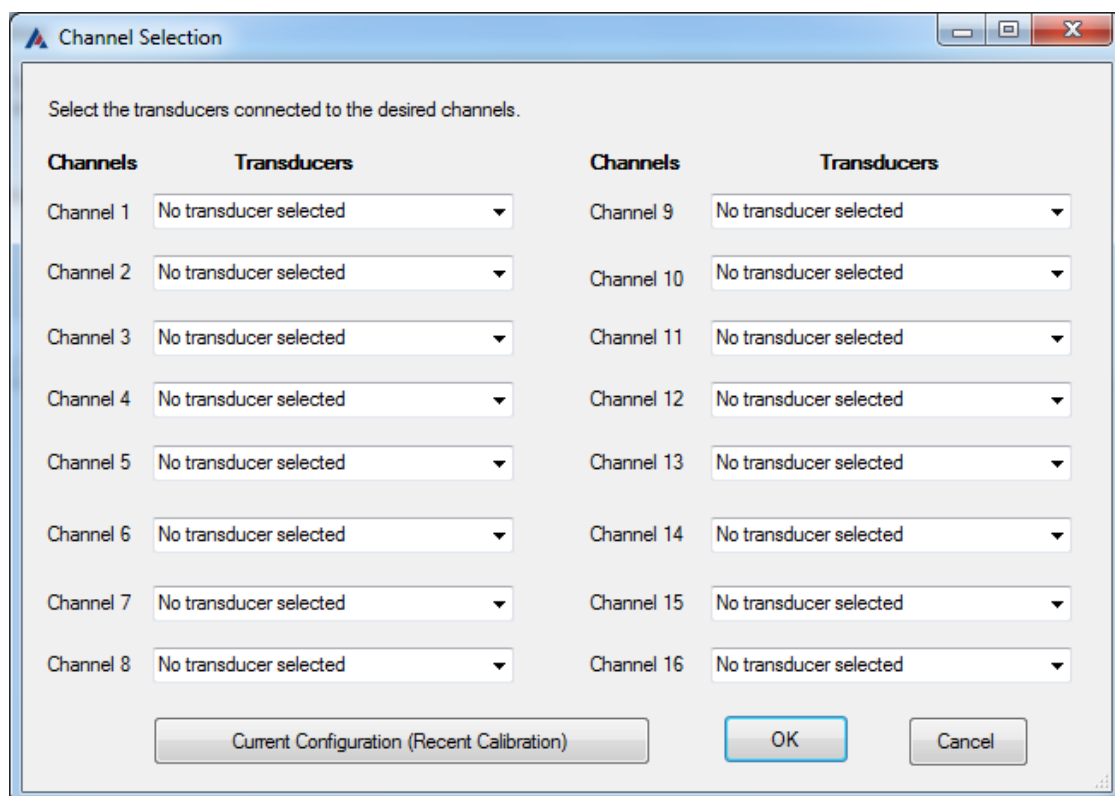 Channel Selection
Select the transducers connected to the desired channels.
Channels Transducers Channels Transducers
Channel 1 No transducer selected Channel 9 No transducer selected
Channel 2 No transducer selected Channel 10 No transducer selected
Channel 3 No transducer selected Channel 11 No transducer selected
Channel 4 No transducer selected Channel 12 No transducer selected
Channel 5 No transducer selected Channel 13 No transducer selected
Channel 6 No transducer selected Channel 14 No transducer selected
Channel 7 No transducer selected Channel 15 No transducer selected
Channel 8 No transducer selected Channel 16 No transducer selected
Current Configuration (Recent Calibration) OK Cancel